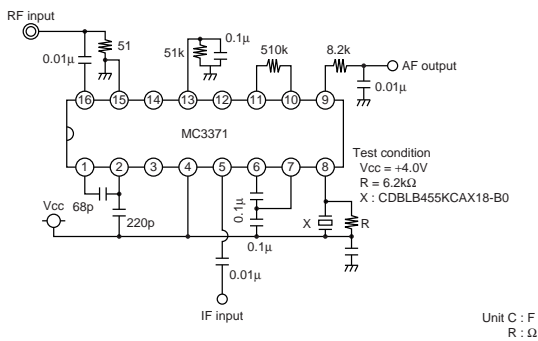 RF input
0.01μ
51
51k
0.1μ
510k
8.2k
AF output
0.01μ
16 15 14 13 12 11 10 9
MC3371
1 2 3 4 5 6 7 8
Test condition
Vcc = +4.0V
R = 6.2kΩ
X : CDBLB455KCAX18-B0
68p
Vcc
220p
0.1μ
0.1μ
X
R
0.01μ
IF input
Unit C : F
R : Ω